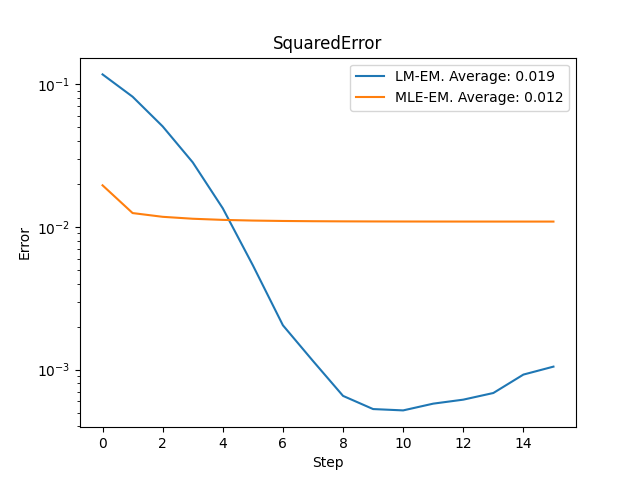 SquaredError
LM-EM. Average: 0.019
MLE-EM. Average: 0.012
10⁻¹
10⁻²
10⁻³
Error
0 2 4 6 8 10 12 14
Step